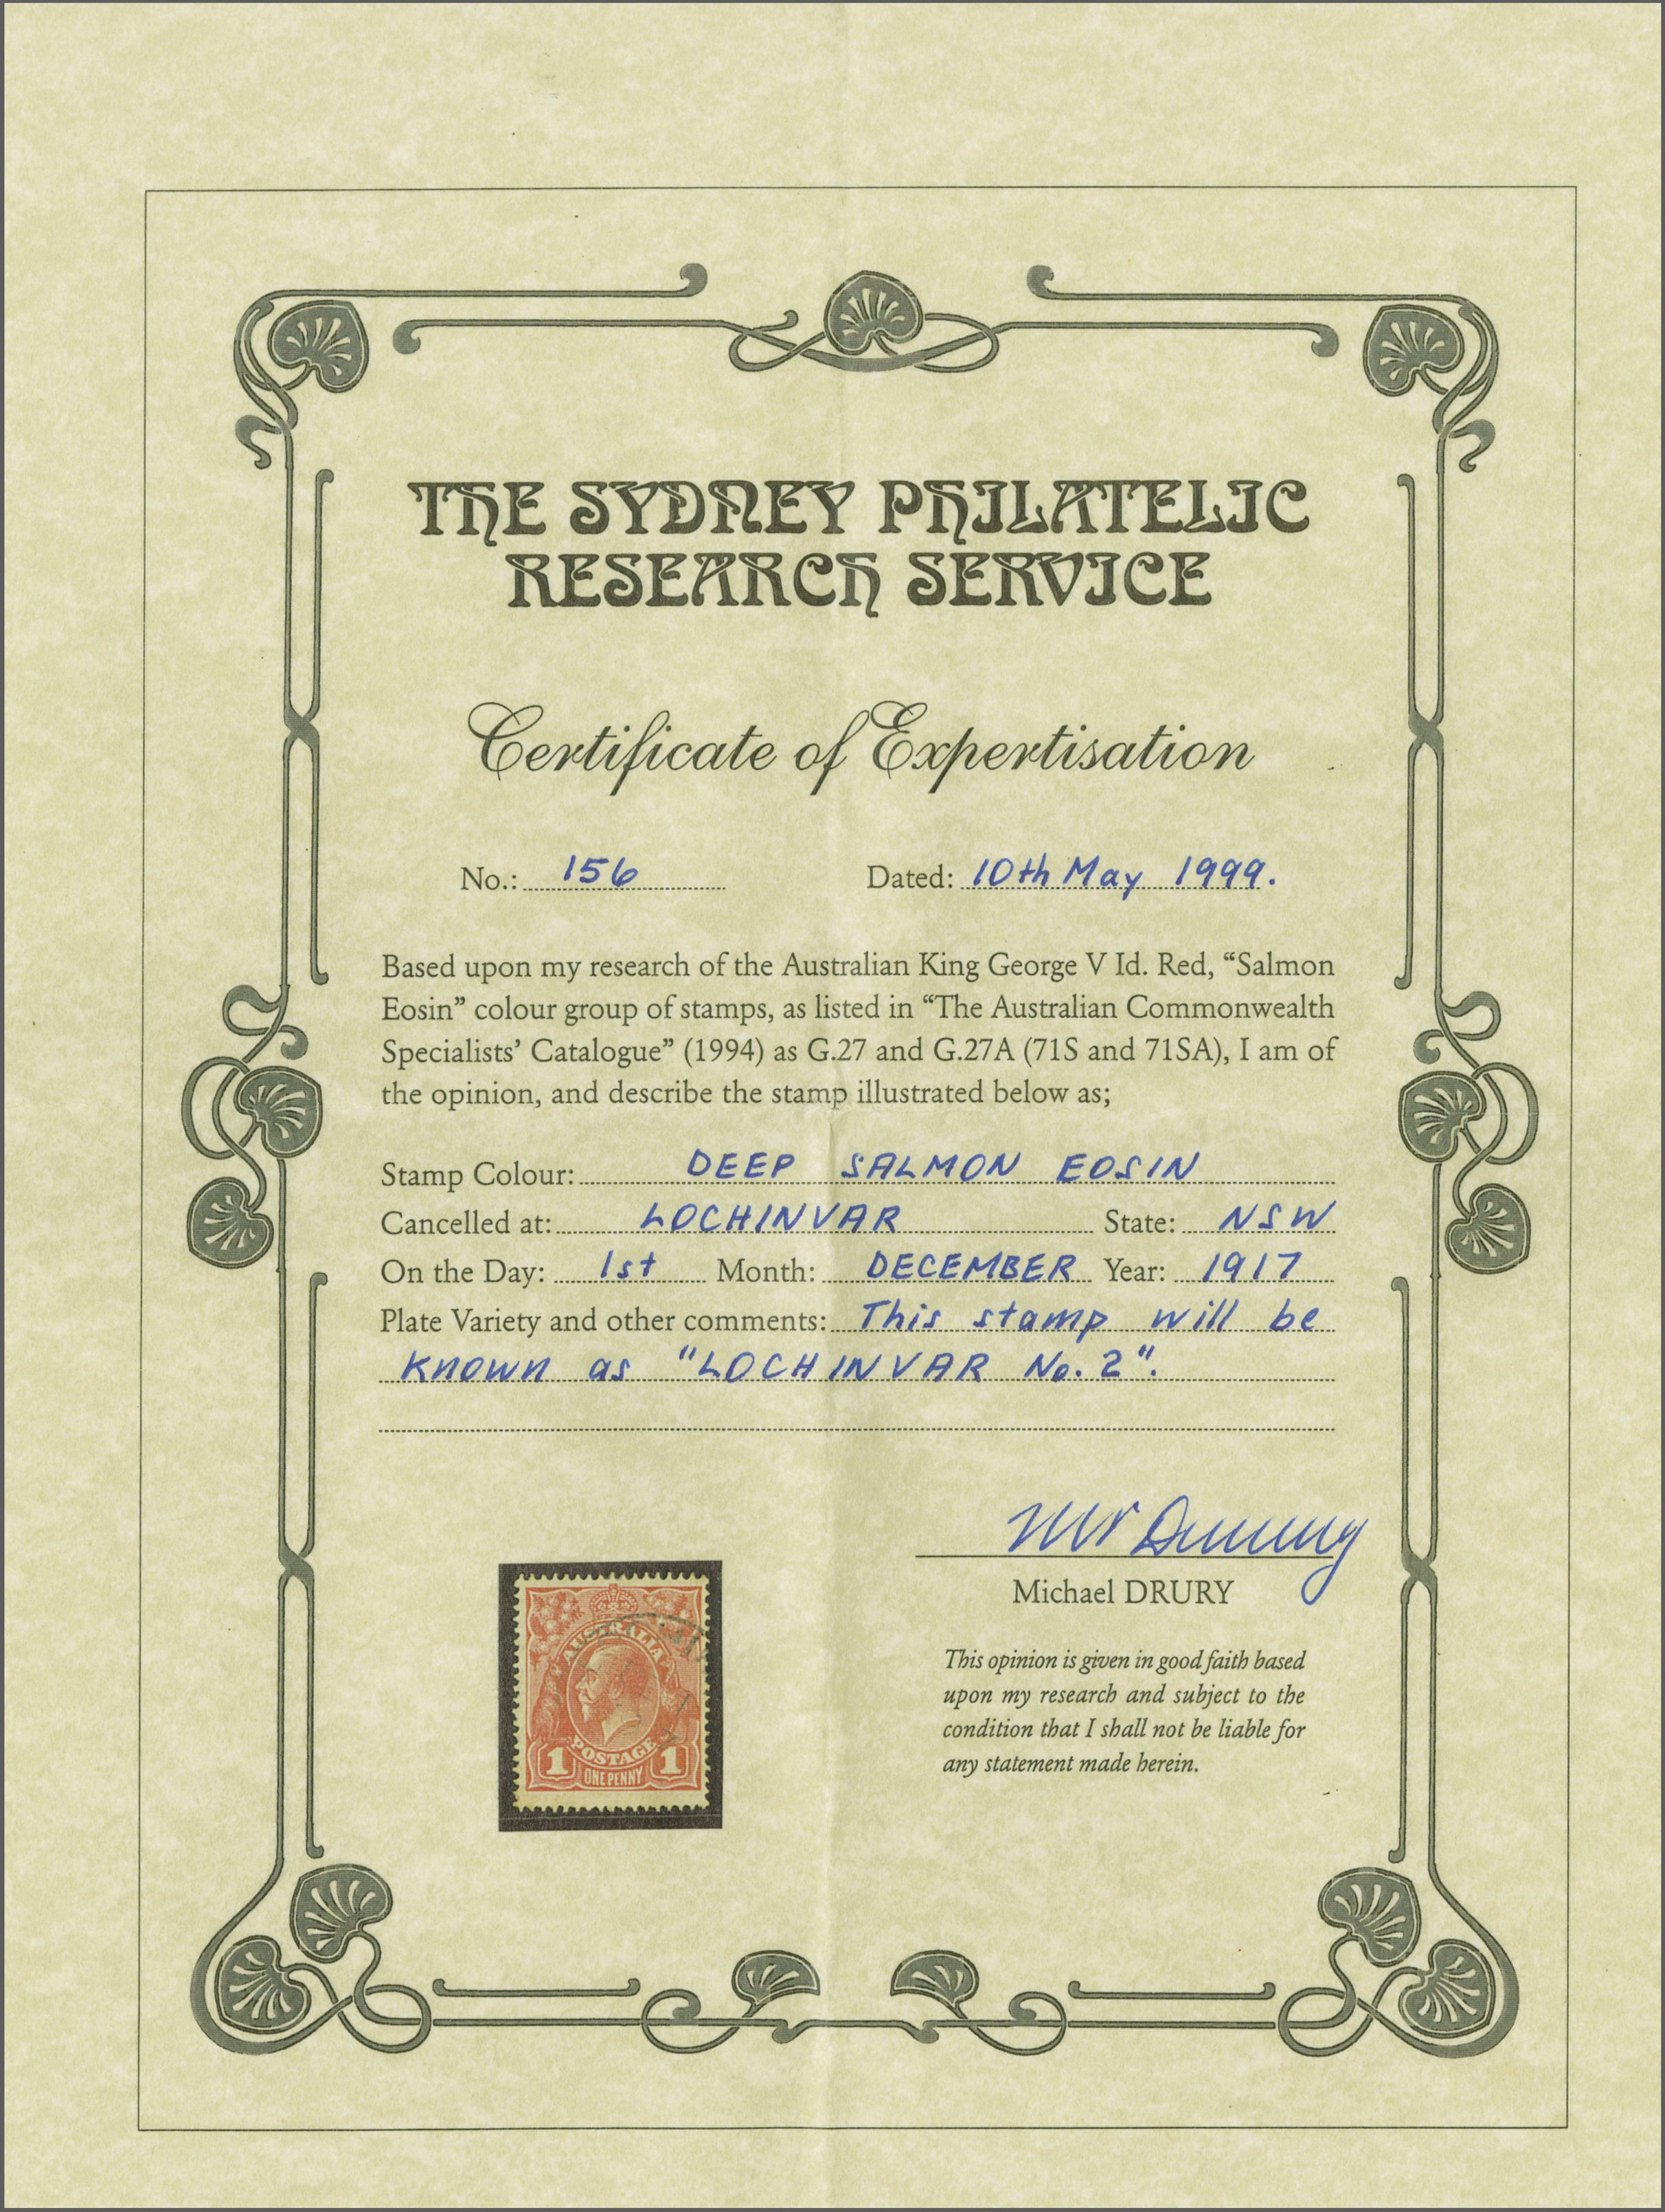 THE SYDNEY PHILATELIC
RESEARCH SERVICE
Certificate of Expertisation
No.: 156 Dated: 10th May 1999.
Based upon my research of the Australian King George V Id. Red, “Salmon
Eosin” colour group of stamps, as listed in “The Australian Commonwealth
Specialists’ Catalogue” (1994) as G.27 and G.27A (71S and 71SA), I am of
the opinion, and describe the stamp illustrated below as;
Stamp Colour: DEEP SALMON EOSIN
Cancelled at: LOCHINVAR State: NSW
On the Day: 1st Month: DECEMBER Year: 1917
Plate Variety and other comments: This stamp will be
known as "LOCHINVAR No. 2".
Michael DRURY
This opinion is given in good faith based
upon my research and subject to the
condition that I shall not be liable for
any statement made herein.
AUSTRALIA
POSTAGE
1 1
ONE PENNY